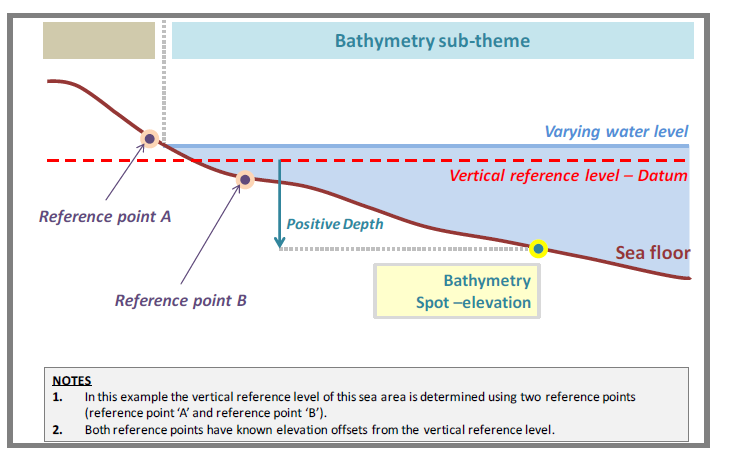 Bathymetry sub-theme
Varying water level
Vertical reference level – Datum
Reference point A
Positive Depth
Sea floor
Bathymetry
Spot –elevation
Reference point B
NOTES
1. In this example the vertical reference level of this sea area is determined using two reference points
(reference point ‘A’ and reference point ‘B’).
2. Both reference points have known elevation offsets from the vertical reference level.